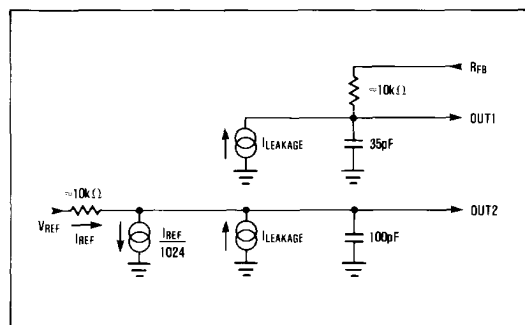 RFB
≈10kΩ
OUT1
ILEAKAGE
35pF
≈10kΩ
VREF
IREF
IREF
1024
ILEAKAGE
100pF
OUT2